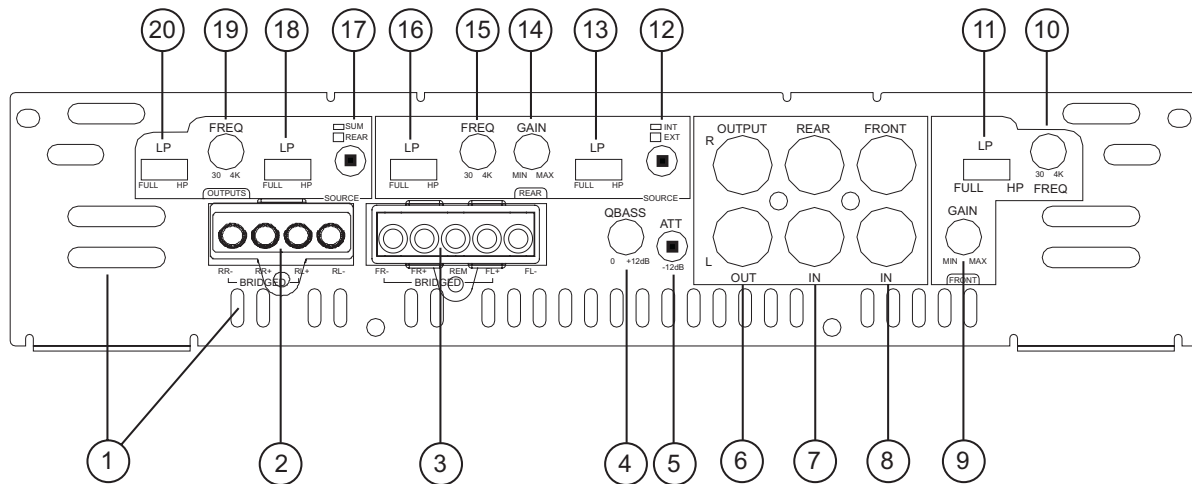 20 19 18 17 16 15 14 13 12 11 10
FREQ
LP
LP
FULL HP
30 4K
FULL HP
SUM
REAR
SOURCE
OUTPUTS
LP
FULL HP
FREQ
30 4K
GAIN
MIN MAX
REAR
LP
FULL HP
INT
EXT
SOURCE
OUTPUT REAR FRONT
R
L
OUT IN IN
LP
FULL HP
30 4K
FREQ
GAIN
MIN MAX
FRONT
QBASS
0 +12dB
ATT
-12dB
RR- RR+ RL+ RL-
BRIDGED
FR- FR+ REM FL+ FL-
BRIDGED
1 2 3 4 5 6 7 8 9